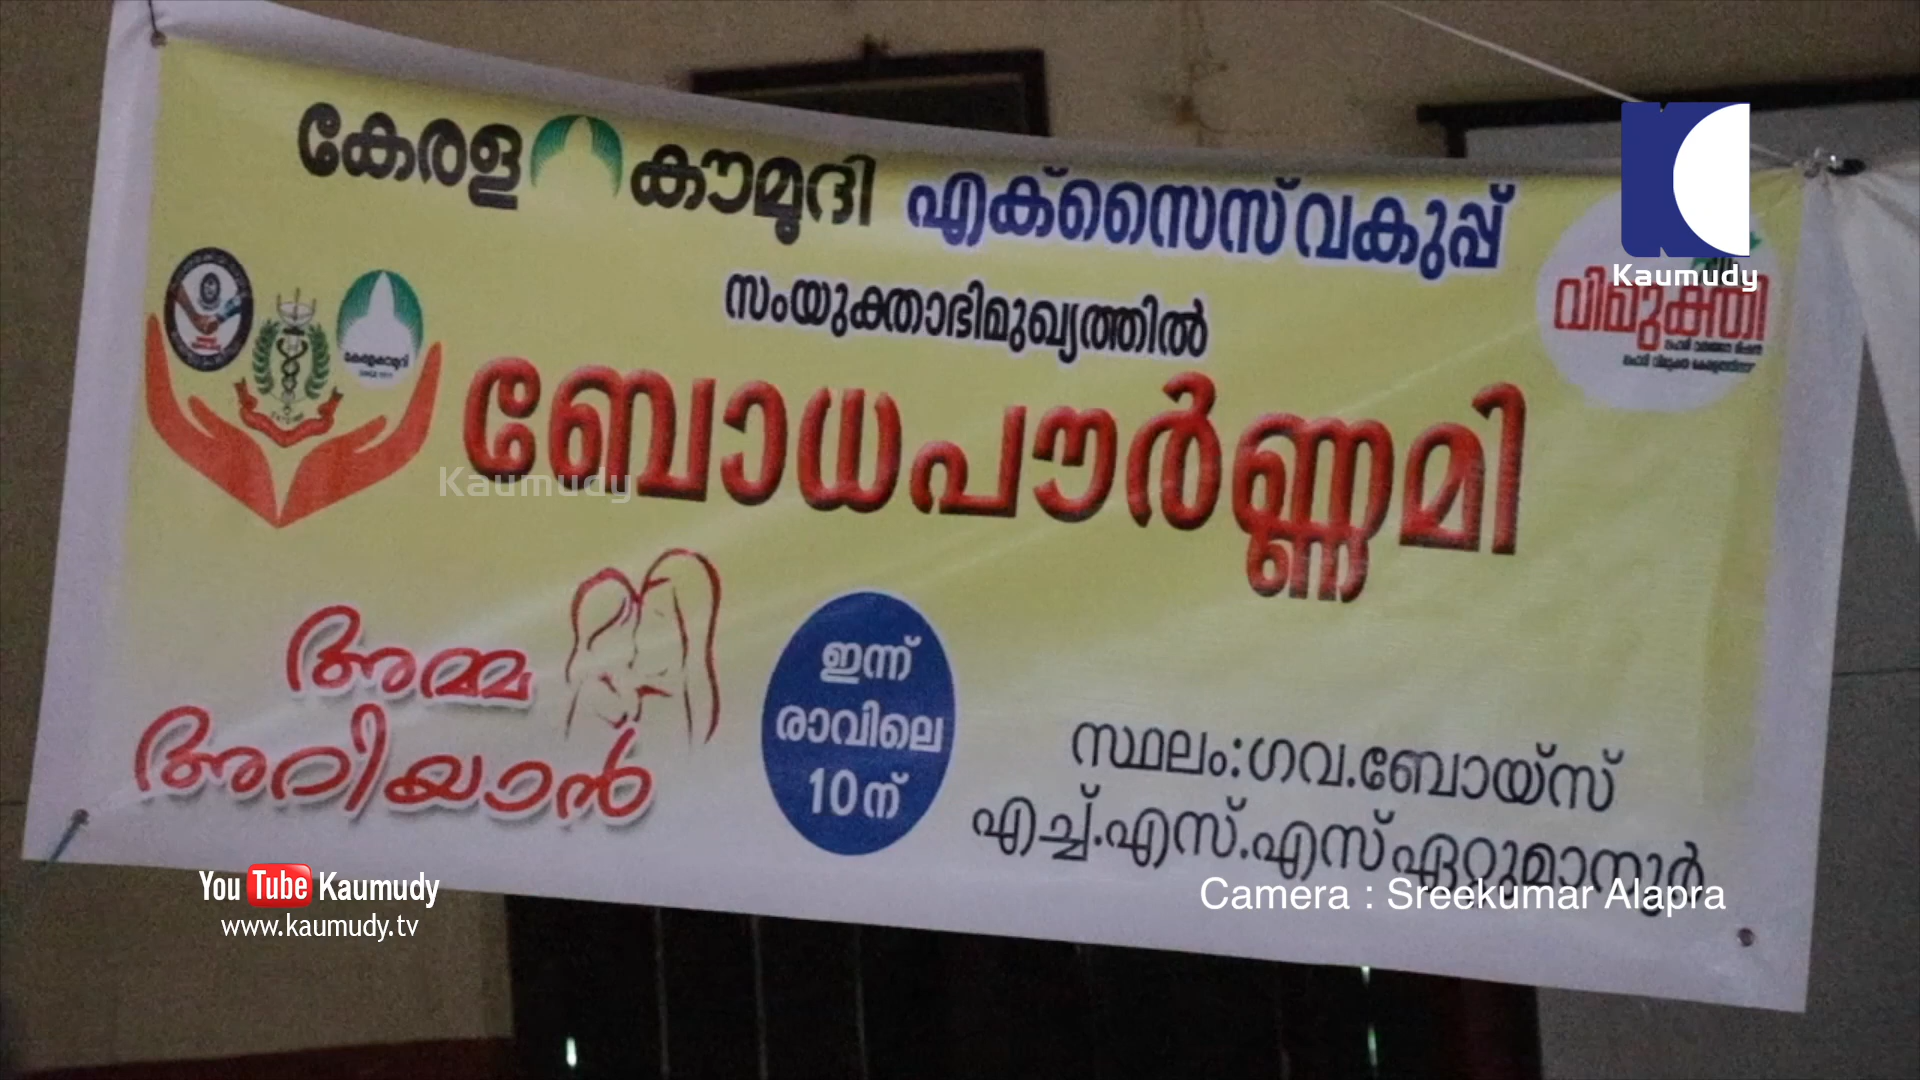 കേരള കൗമുദി എക്സൈസ് വകുപ്പ്
സംയുക്താഭിമുഖ്യത്തിൽ
Kaumudy
വിമുക്തി
കേരളകൗമുദി
ബോധപൗർണ്ണമി
Kaumudy
അമ്മ
അറിയാൻ
ഇന്ന്
രാവിലെ
10ന്
സ്ഥലം:ഗവ.ബോയ്സ്
എച്ച്.എസ്.എസ് ഏറ്റുമാനൂർ
You Tube Kaumudy
www.kaumudy.tv
Camera : Sreekumar Alapra